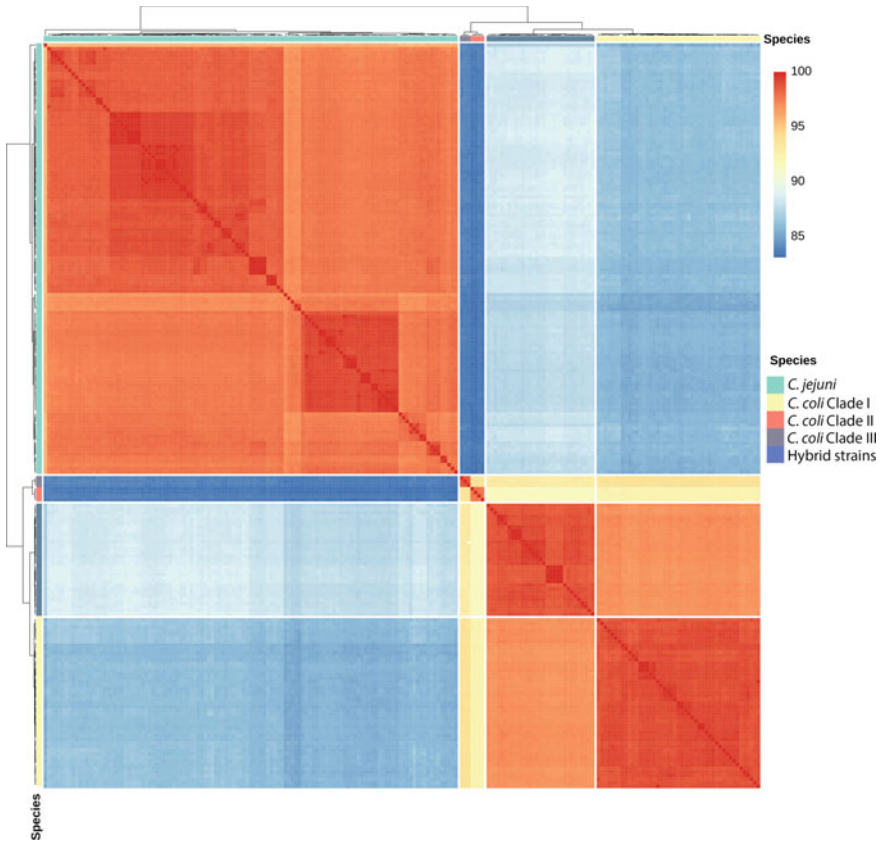 Species
100
95
90
85
Species
C. jejuni
C. coli Clade I
C. coli Clade II
C. coli Clade III
Hybrid strains
Species